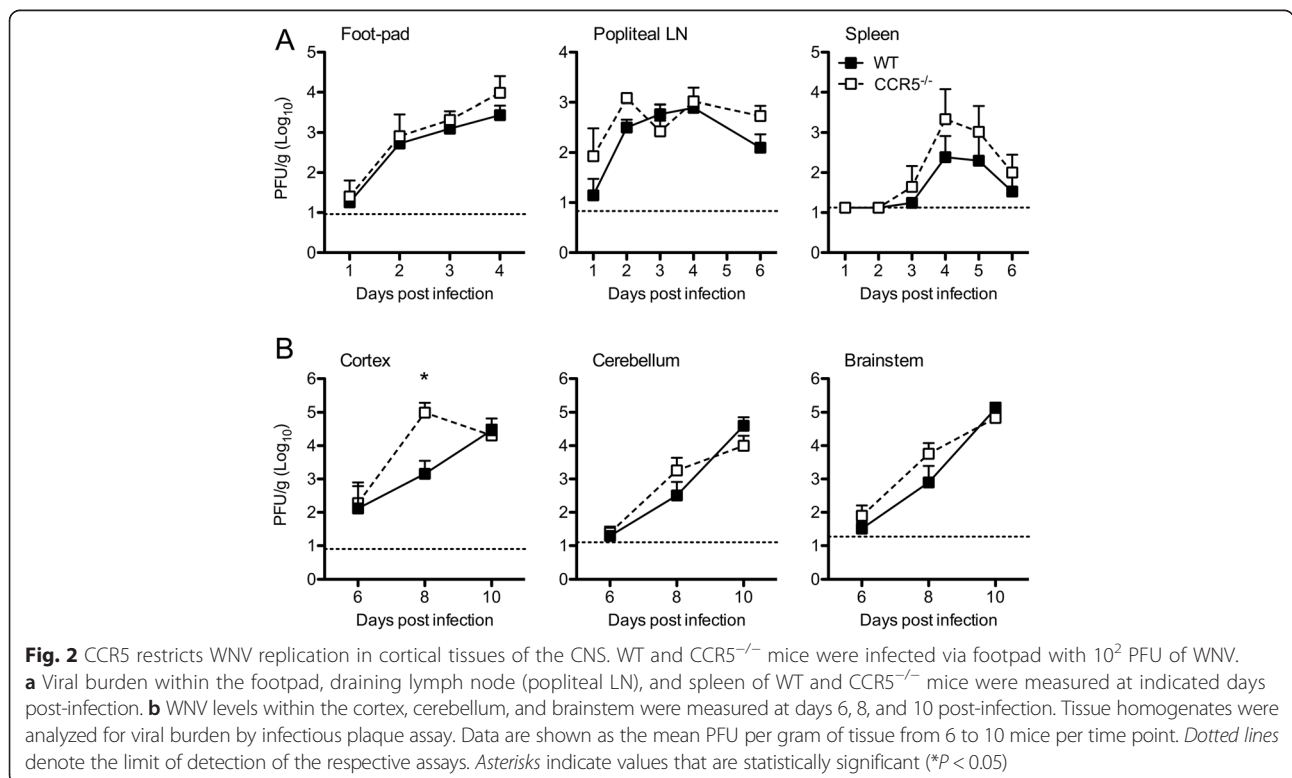 A
Foot-pad
Popliteal LN
Spleen
WT
CCR5-/-
PFU/g (Log10)
5
4
3
2
1
0
4
3
2
1
0
5
4
3
2
1
0
1 2 3 4
1 2 3 4 5 6
1 2 3 4 5 6
Days post infection
Days post infection
Days post infection
B
Cortex
Cerebellum
Brainstem
*
PFU/g (Log10)
6
5
4
3
2
1
0
6
5
4
3
2
1
0
6
5
4
3
2
1
0
6 8 10
6 8 10
6 8 10
Days post infection
Days post infection
Days post infection
Fig. 2 CCR5 restricts WNV replication in cortical tissues of the CNS. WT and CCR5−/− mice were infected via footpad with 10² PFU of WNV.
a Viral burden within the footpad, draining lymph node (popliteal LN), and spleen of WT and CCR5−/− mice were measured at indicated days
post-infection. b WNV levels within the cortex, cerebellum, and brainstem were measured at days 6, 8, and 10 post-infection. Tissue homogenates were
analyzed for viral burden by infectious plaque assay. Data are shown as the mean PFU per gram of tissue from 6 to 10 mice per time point. Dotted lines
denote the limit of detection of the respective assays. Asterisks indicate values that are statistically significant (*P < 0.05)